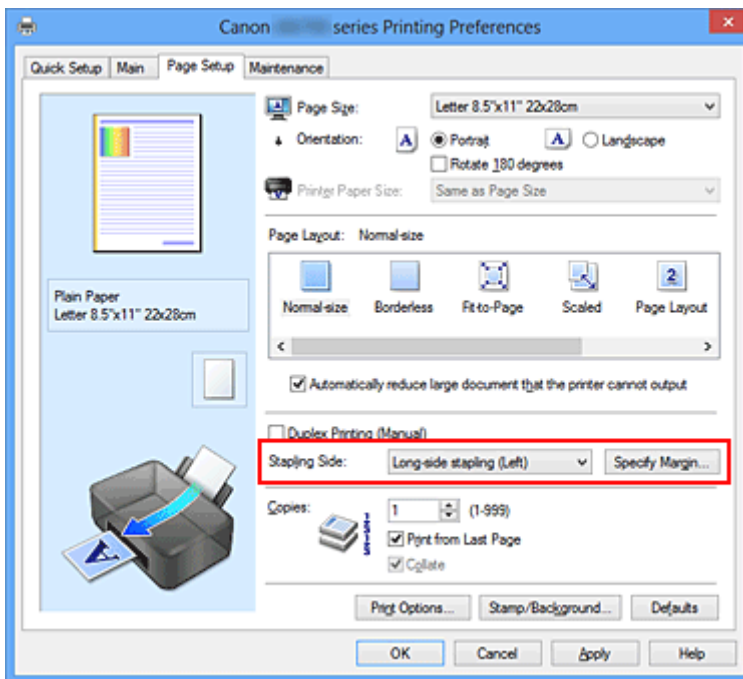 Canon series Printing Preferences
Quick Setup Main Page Setup Maintenance
Page Size: Letter 8.5"x11" 22x28cm
Orientation: A Portrait A Landscape
Rotate 180 degrees
Printer Paper Size: Same as Page Size
Page Layout: Normal-size
2
Normal-size Borderless Fit-to-Page Scaled Page Layout
Plain Paper
Letter 8.5"x11" 22x28cm
Automatically reduce large document that the printer cannot output
Duplex Printing (Manual)
Stapling Side: Long-side stapling (Left) Specify Margin...
Copies: 1 (1-999)
Print from Last Page
Collate
Print Options... Stamp/Background... Defaults
OK Cancel Apply Help